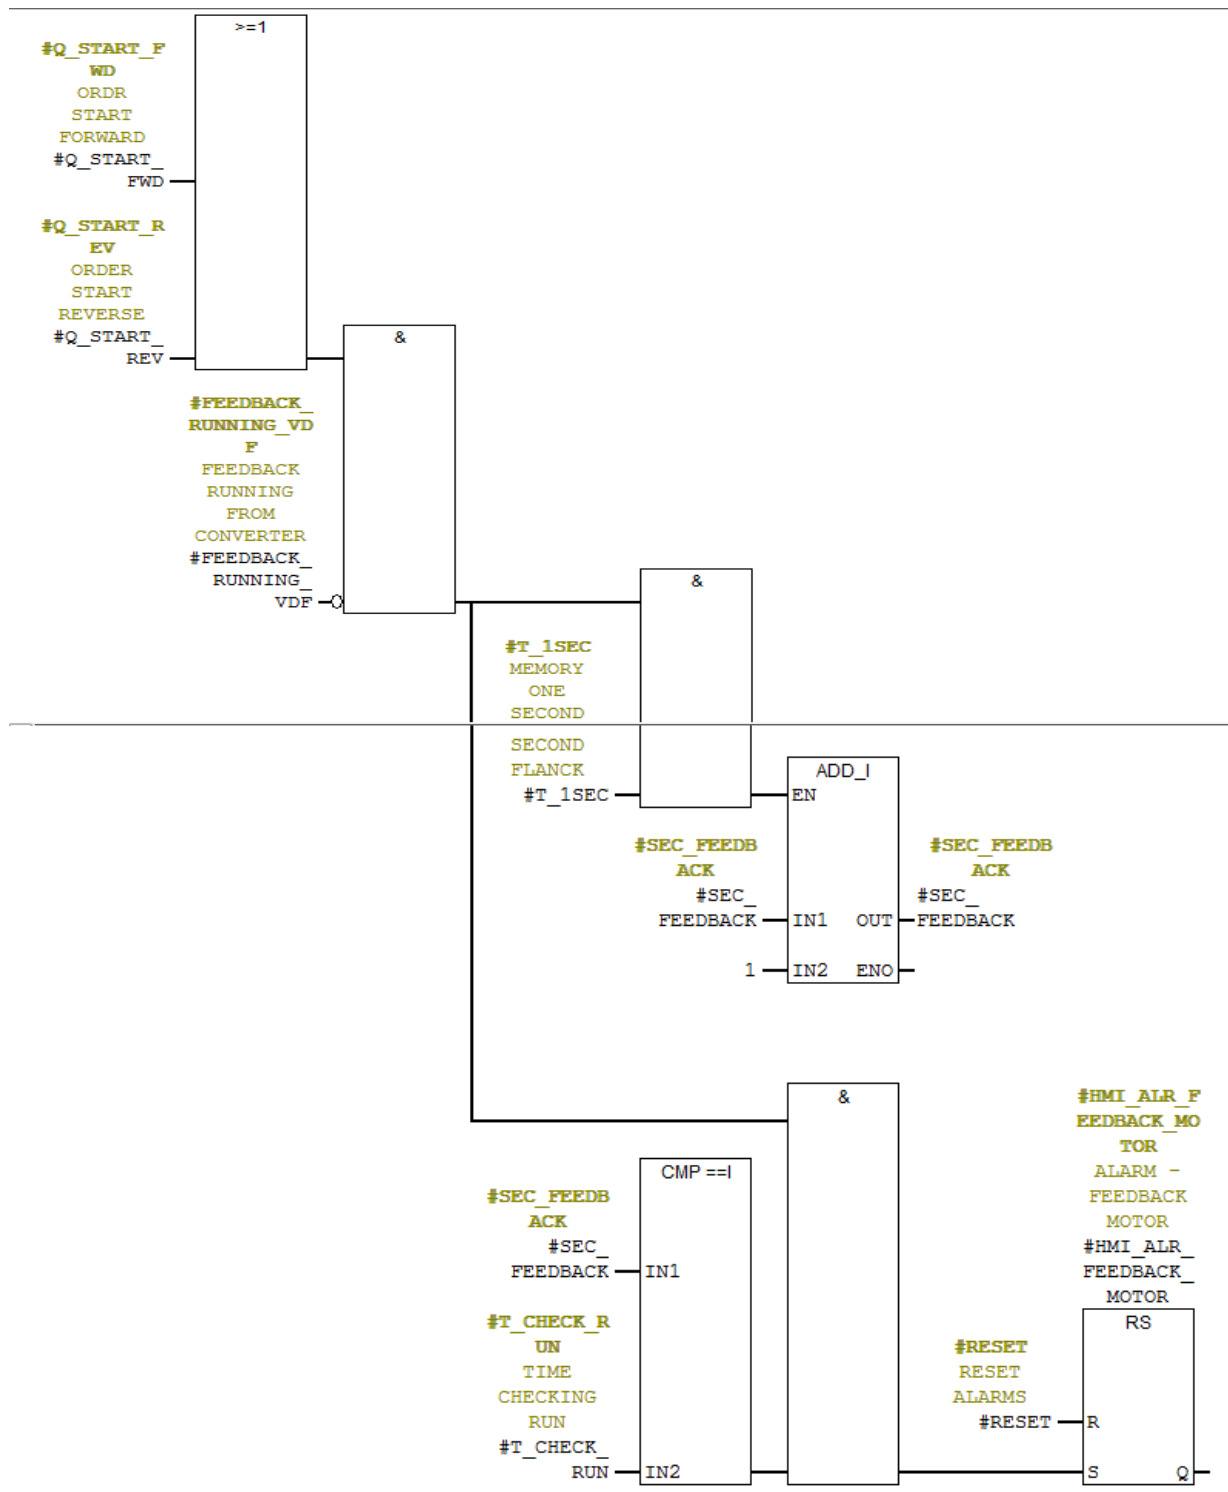 >=1
#Q_START_F
WD
ORDR
START
FORWARD
#Q_START_
FWD
#Q_START_R
EV
ORDER
START
REVERSE
#Q_START_
REV
&
#FEEDBACK_
RUNNING_VD
F
FEEDBACK
RUNNING
FROM
CONVERTER
#FEEDBACK_
RUNNING_
VDF
&
#T_1SEC
MEMORY
ONE
SECOND
SECOND
FLANCK
#T_1SEC
ADD_I
EN
#SEC_FEEDB
ACK
#SEC_
FEEDBACK
IN1
OUT
#SEC_FEEDB
ACK
#SEC_
FEEDBACK
1
IN2
ENO
&
CMP ==I
#SEC_FEEDB
ACK
#SEC_
FEEDBACK
IN1
#T_CHECK_R
UN
TIME
CHECKING
RUN
#T_CHECK_
RUN
IN2
#HMI_ALR_F
EEDBACK_MO
TOR
ALARM -
FEEDBACK
MOTOR
#HMI_ALR_
FEEDBACK_
MOTOR
RS
#RESET
RESET
ALARMS
#RESET
R
S
Q